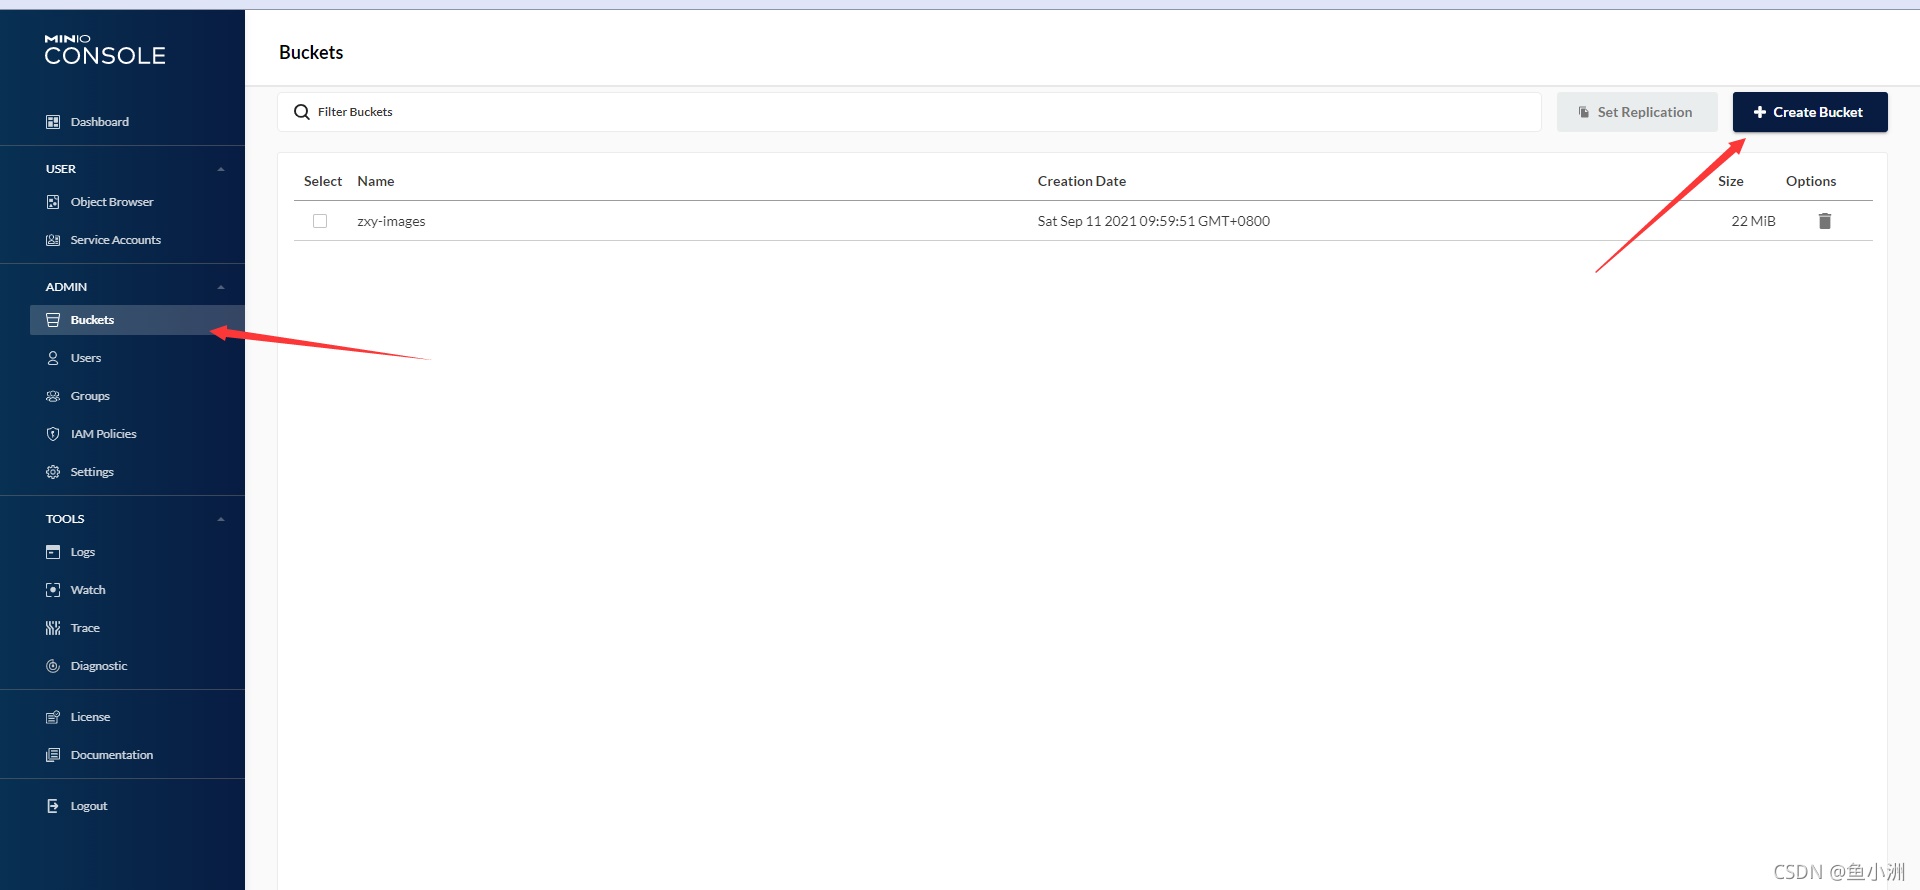 MINIO
CONSOLE
Dashboard
USER
Object Browser
Service Accounts
ADMIN
Buckets
Users
Groups
IAM Policies
Settings
TOOLS
Logs
Watch
Trace
Diagnostic
License
Documentation
Logout
Buckets
Filter Buckets
Set Replication
Create Bucket
Select Name Creation Date Size Options
zxy-images Sat Sep 11 2021 09:59:51 GMT+0800 22 MiB
CSDN @鱼小洲